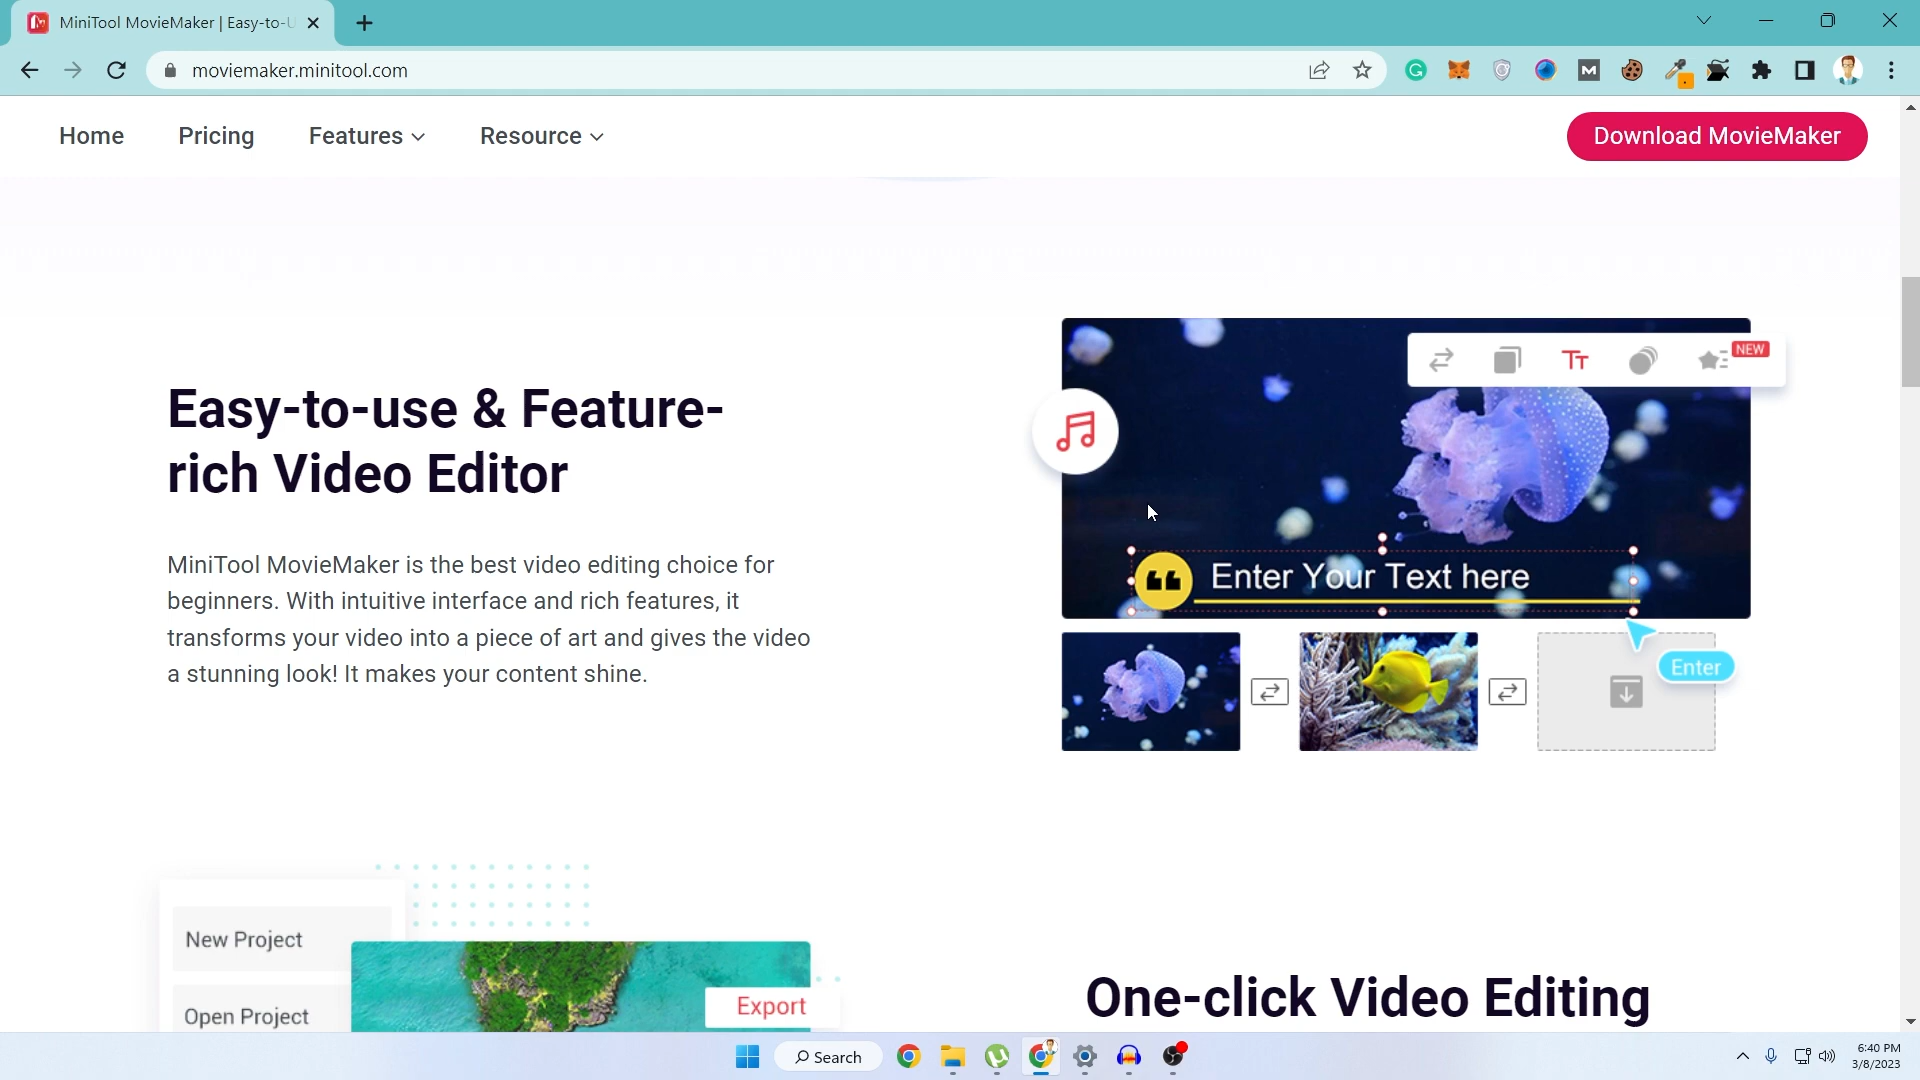 MiniTool MovieMaker | Easy-to-U
moviemaker.minitool.com
Home Pricing Features Resource Download MovieMaker
NEW
Easy-to-use & Feature-
rich Video Editor
MiniTool MovieMaker is the best video editing choice for
beginners. With intuitive interface and rich features, it
transforms your video into a piece of art and gives the video
a stunning look! It makes your content shine.
Tт
Enter Your Text here
Enter
New Project
Open Project
Export
One-click Video Editing
Search
6:40 PM
3/8/2023